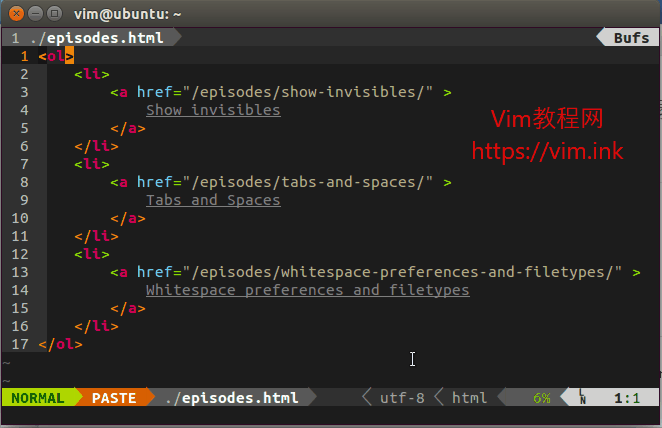 vim@ubuntu: ~
1 ./episodes.html Bufs
1 <ol>
2 <li>
3 <a href="/episodes/show-invisibles/" >
4 Show invisibles
5 </a>
6 </li>
7 <li>
8 <a href="/episodes/tabs-and-spaces/" >
9 Tabs and Spaces
10 </a>
11 </li>
12 <li>
13 <a href="/episodes/whitespace-preferences-and-filetypes/" >
14 Whitespace preferences and filetypes
15 </a>
16 </li>
17 </ol>
~
~
Vim教程网
https://vim.ink
NORMAL PASTE ./episodes.html utf-8 html 6% LN 1:1